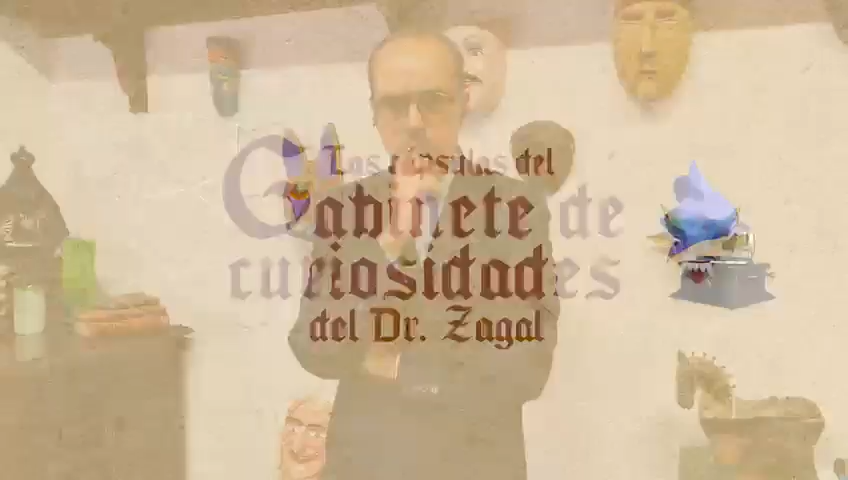 Las cápsulas del
Gabinete de
curiosidades
del Dr. Zagal